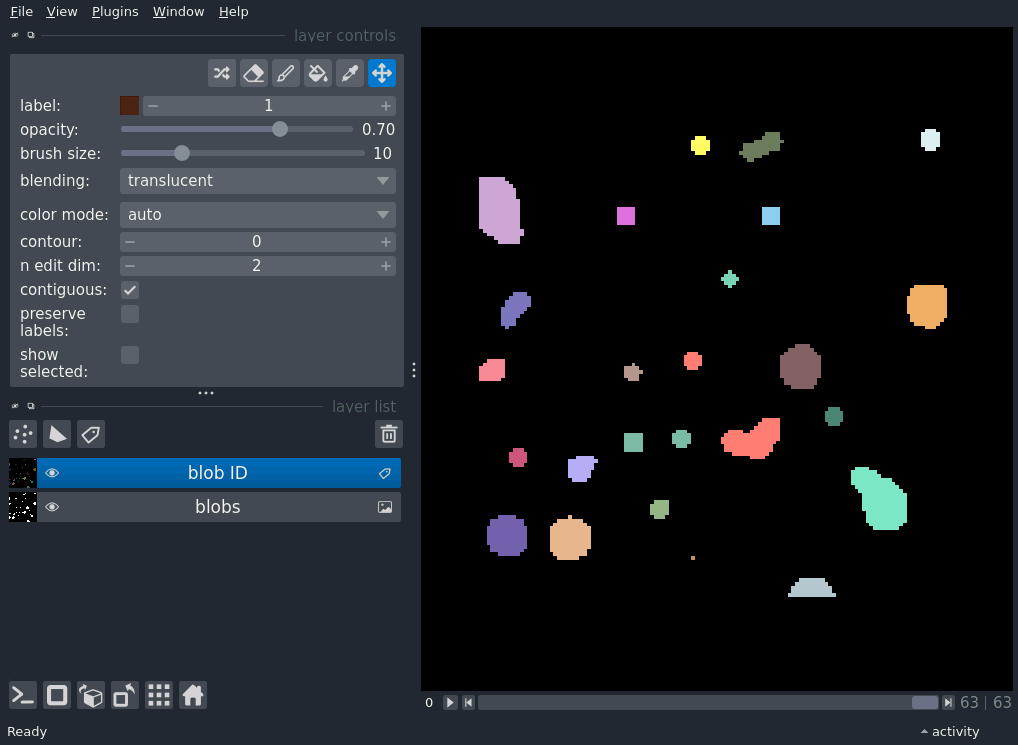 File View Plugins Window Help
layer controls
label: 1
opacity: 0.70
brush size: 10
blending: translucent
color mode: auto
contour: 0
n edit dim: 2
contiguous:
preserve
labels:
show
selected:
layer list
blob ID
blobs
0 63 | 63
Ready activity